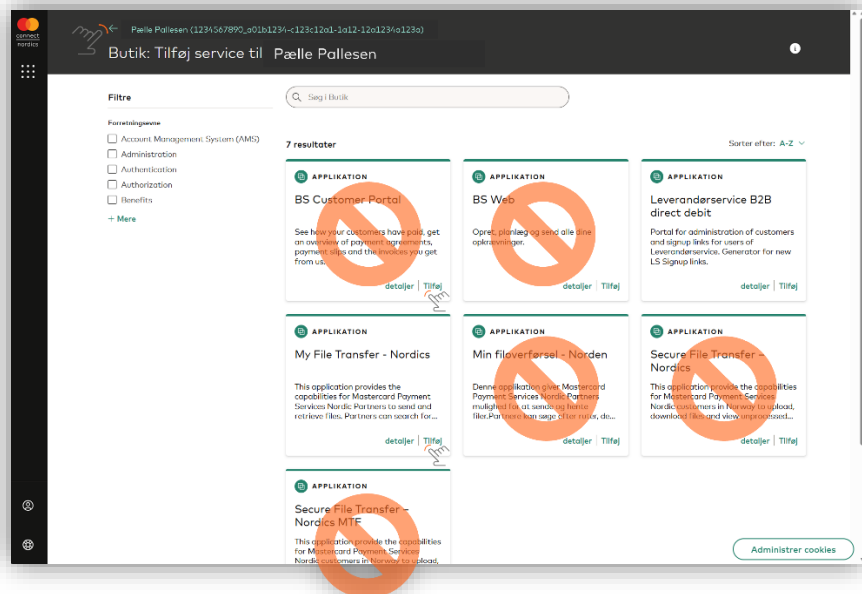 connect
nordics
Pælle Pallesen (1234567890_a01b1234-c123c12a1-1a12-12a1234a123a)
Butik: Tilføj service til Pælle Pallesen
Filtre
Forretningsevne
Account Management System (AMS)
Administration
Authentication
Authorization
Benefits
+ Mere
Søg i Butik
7 resultater
Sorter efter: A-Z
APPLIKATION
BS Customer Portal
See how your customers have paid, get
an overview of payment agreements,
payment slips and the invoices you get
from us.
detaljer | Tilføj
APPLIKATION
BS Web
Opret, planlæg og send alle dine
opkrævninger.
detaljer | Tilføj
APPLIKATION
Leverandørservice B2B
direct debit
Portal for administration of customers
and signup links for users of
Leverandørservice. Generator for new
LS Signup links.
detaljer | Tilføj
APPLIKATION
My File Transfer - Nordics
This application provides the
capabilities for Mastercard Payment
Services Nordic Partners to send and
retrieve files. Partners can search for...
detaljer | Tilføj
APPLIKATION
Min filoverførsel - Norden
Denne applikation giver Mastercard
Payment Services Nordic Partners
mulighed for at sende og hente
filer.Partnere kan søge efter ruter, de...
detaljer | Tilføj
APPLIKATION
Secure File Transfer –
Nordics
This application provide the capabilities
for Mastercard Payment Services
Nordic customers in Norway to upload,
download files and view unprocessed...
detaljer | Tilføj
APPLIKATION
Secure File Transfer –
Nordics MTF
This application provide the capabilities
for Mastercard Payment Services
Nordic customers in Norway to upload,
Administrer cookies